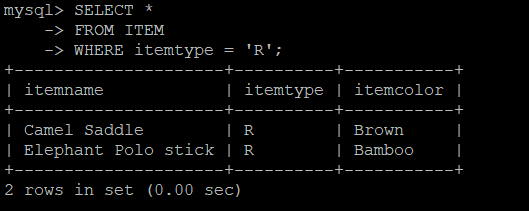 mysql> SELECT *
    -> FROM ITEM
    -> WHERE itemtype = 'R';
+---------------------+----------+-----------+
| itemname            | itemtype | itemcolor |
+---------------------+----------+-----------+
| Camel Saddle        | R        | Brown     |
| Elephant Polo stick | R        | Bamboo    |
+---------------------+----------+-----------+
2 rows in set (0.00 sec)